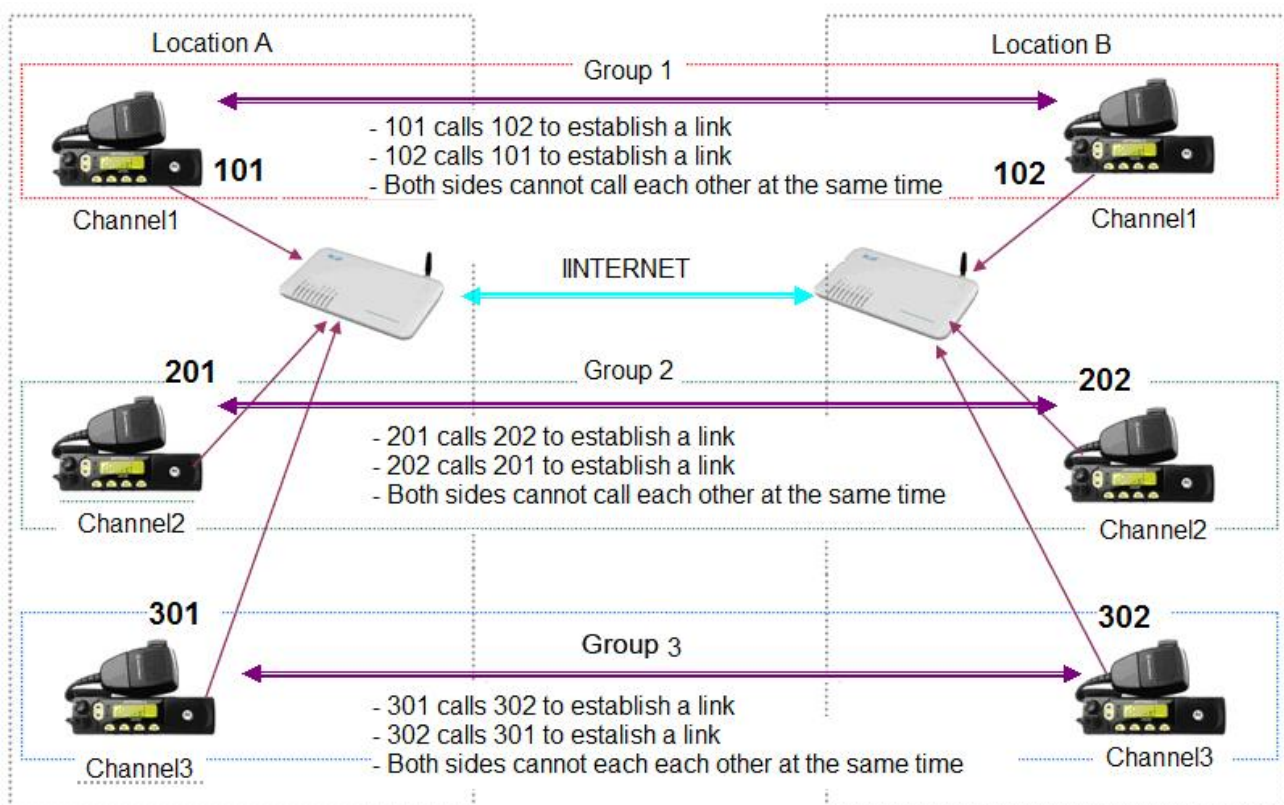 Location A
Location B
Group 1
- 101 calls 102 to establish a link
- 102 calls 101 to establish a link
- Both sides cannot call each other at the same time
101
102
Channel1
Channel1
IINTERNET
201
Group 2
202
- 201 calls 202 to establish a link
- 202 calls 201 to establish a link
- Both sides cannot call each other at the same time
Channel2
Channel2
301
302
Group 3
- 301 calls 302 to establish a link
- 302 calls 301 to estalish a link
- Both sides cannot each each other at the same time
Channel3
Channel3